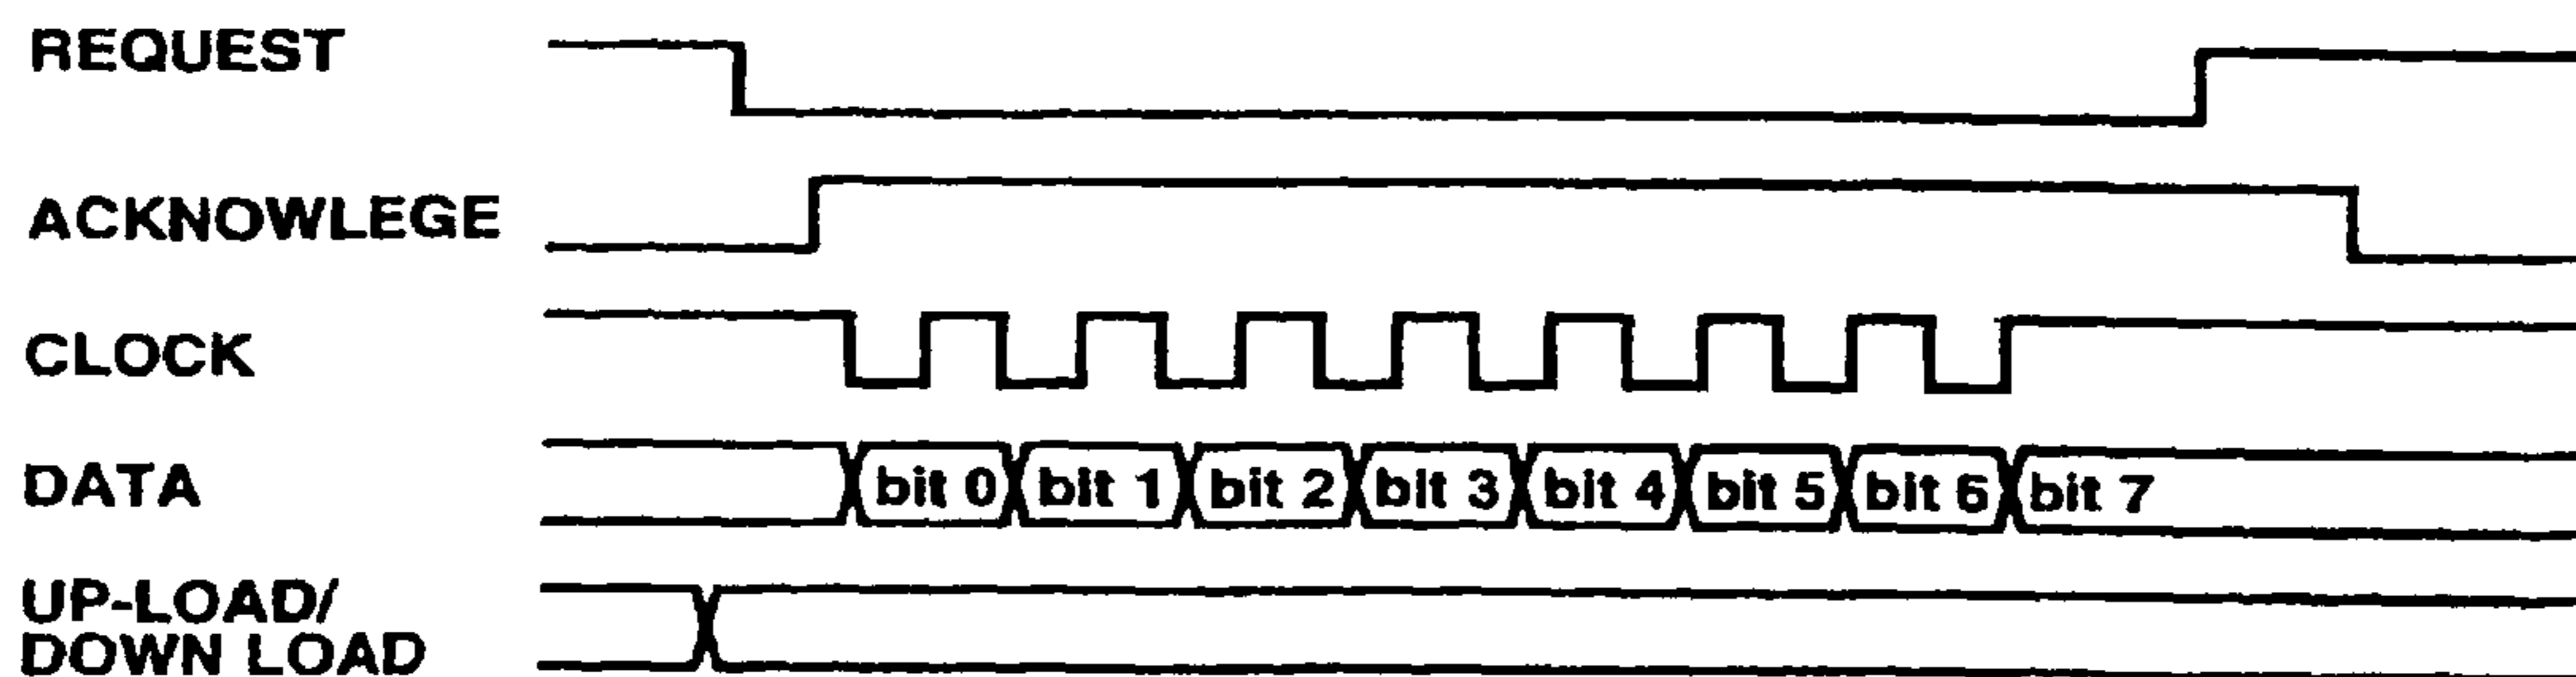 REQUEST
ACKNOWLEGE
CLOCK
DATA
bit 0 bit 1 bit 2 bit 3 bit 4 bit 5 bit 6 bit 7
UP-LOAD/
DOWN LOAD